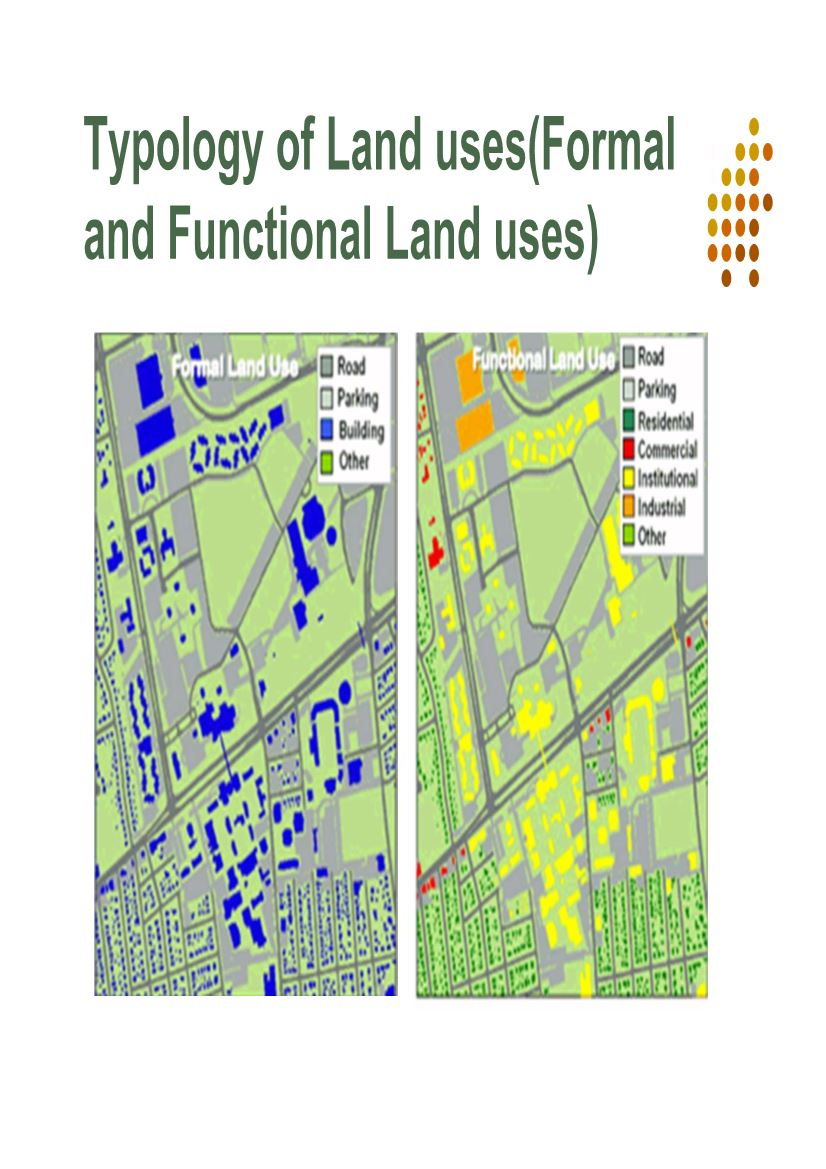 Typology of Land uses(Formal
and Functional Land uses)
Formal Land Use
Road
Parking
Building
Other
Functional Land Use
Road
Parking
Residential
Commercial
Institutional
Industrial
Other